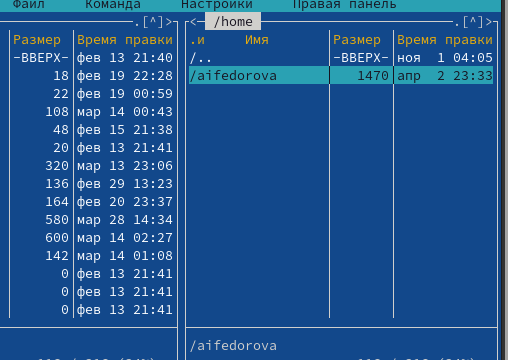 Файл Команда Настройки Правая панель
.[^]> <— /home .[^]>
Размер Время правки .и Имя Размер Время правки
-ВВЕРХ- фев 13 21:40 /.. -ВВЕРХ- ноя 1 04:05
18 фев 19 22:28 /aifedorova 1470 апр 2 23:33
22 фев 19 00:59
108 мар 14 00:43
48 фев 15 21:38
20 фев 13 21:41
320 мар 13 23:06
136 фев 29 13:23
164 фев 20 23:37
580 мар 28 14:34
600 мар 14 02:27
142 мар 14 01:08
0 фев 13 21:41
0 фев 13 21:41
0 фев 13 21:41
/aifedorova